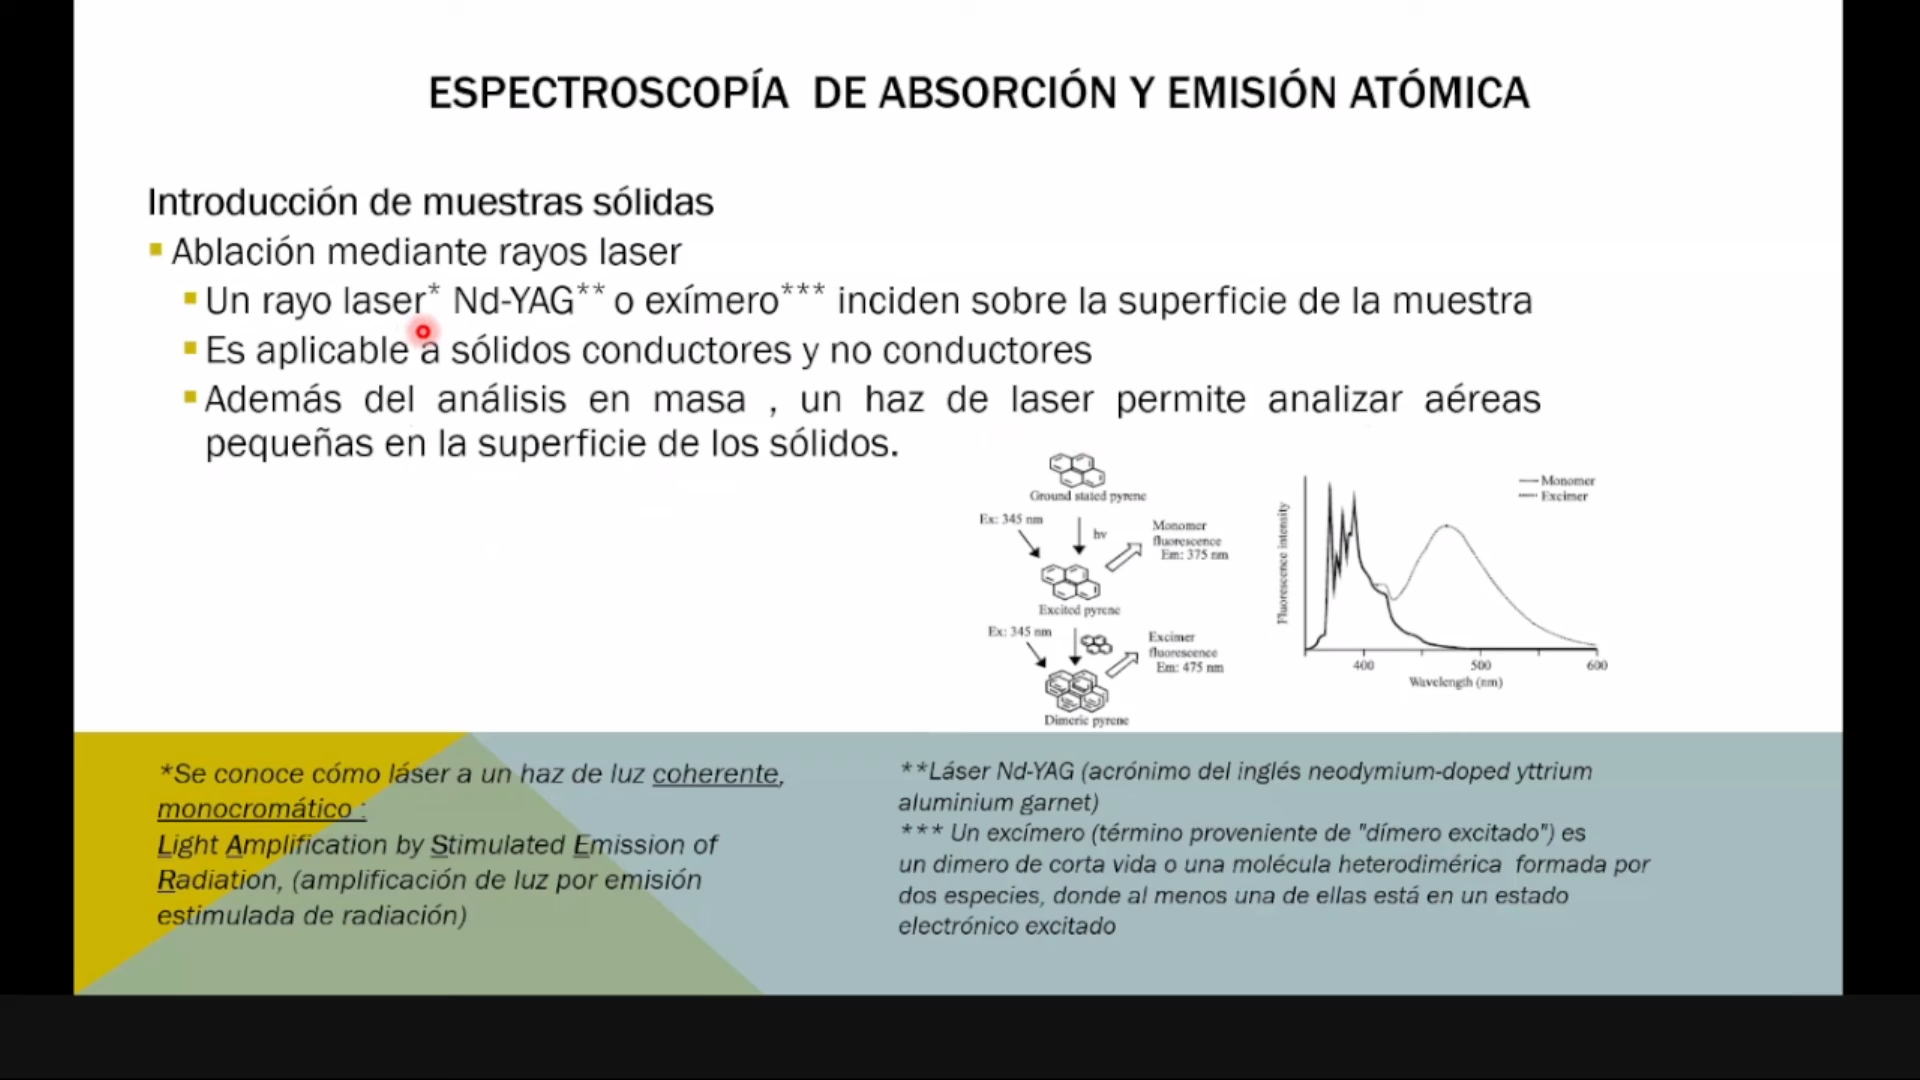 ESPECTROSCOPÍA DE ABSORCIÓN Y EMISIÓN ATÓMICA
Introducción de muestras sólidas
Ablación mediante rayos laser
Un rayo laser* Nd-YAG** o exímero*** inciden sobre la superficie de la muestra
Es aplicable a sólidos conductores y no conductores
Además del análisis en masa , un haz de laser permite analizar aéreas
pequeñas en la superficie de los sólidos.
Ground stated pyrene
Ex: 345 nm
hv
Monomer
fluorescence
Em: 375 nm
Excited pyrene
Ex: 345 nm
Excimer
fluorescence
Em: 475 nm
Dimeric pyrene
Monomer
Excimer
Fluorescence intensity
400 500 600
Wavelength (nm)
*Se conoce cómo láser a un haz de luz coherente,
monocromático :
Light Amplification by Stimulated Emission of
Radiation, (amplificación de luz por emisión
estimulada de radiación)
**Láser Nd-YAG (acrónimo del inglés neodymium-doped yttrium
aluminium garnet)
*** Un excímero (término proveniente de "dímero excitado") es
un dimero de corta vida o una molécula heterodimérica formada por
dos especies, donde al menos una de ellas está en un estado
electrónico excitado